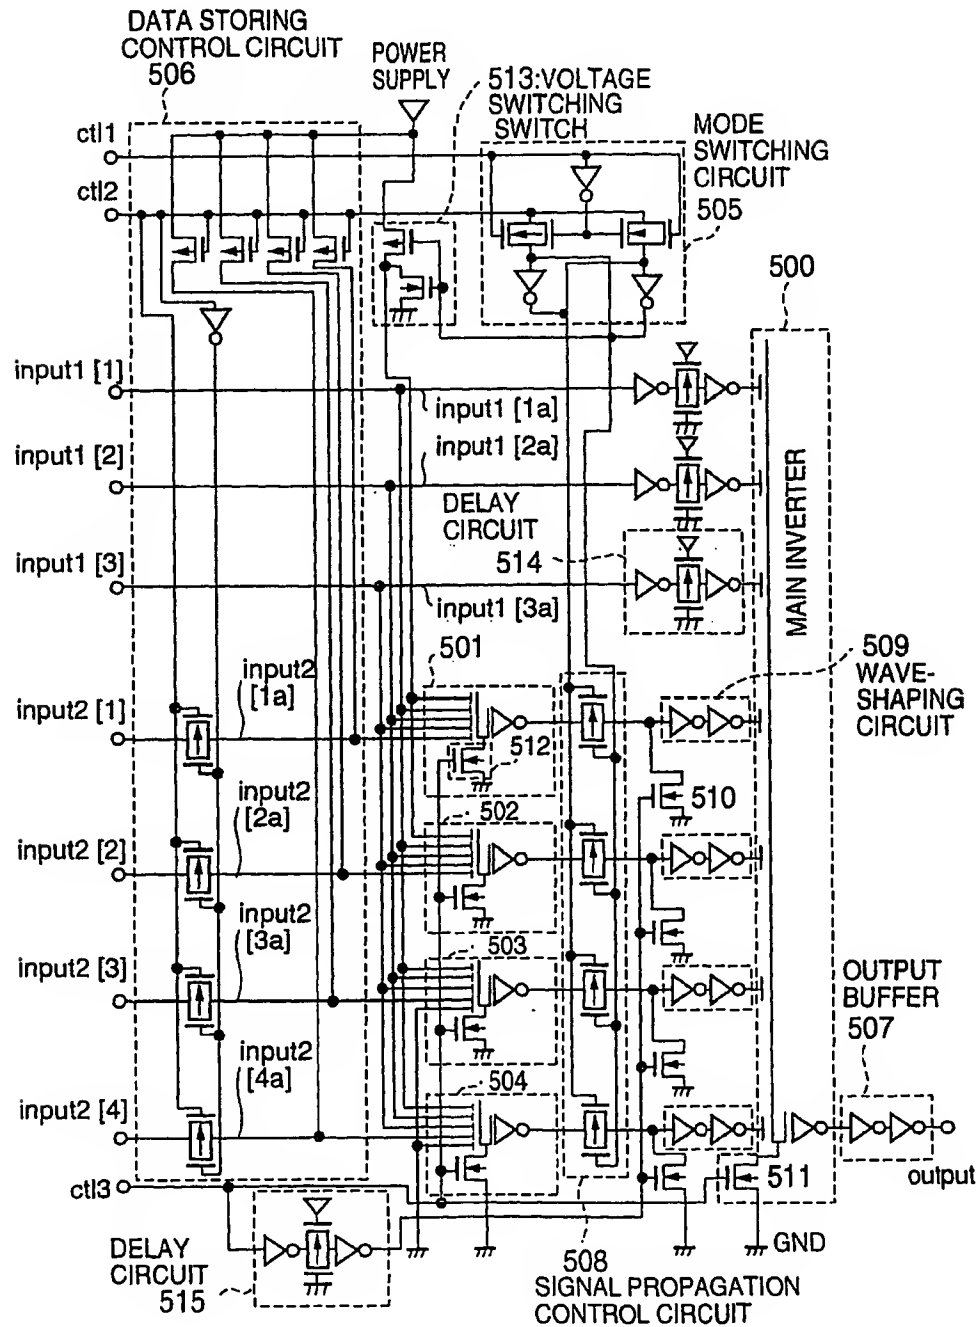 DATA STORING
CONTROL CIRCUIT
506
POWER
SUPPLY
513:VOLTAGE
SWITCHING
SWITCH
MODE
SWITCHING
CIRCUIT
505
ctl1
ctl2
500
input1 [1]
input1 [1a]
input1 [2a]
input1 [2]
DELAY
CIRCUIT
514
input1 [3]
input1 [3a]
MAIN INVERTER
501
509
WAVE-
SHAPING
CIRCUIT
input2
[1a]
input2 [1]
512
510
input2
[2a]
502
input2 [2]
input2
[3a]
503
input2 [3]
OUTPUT
BUFFER
507
input2
[4a]
504
input2 [4]
output
511
ctl3
DELAY
CIRCUIT
515
508
SIGNAL PROPAGATION
CONTROL CIRCUIT
GND